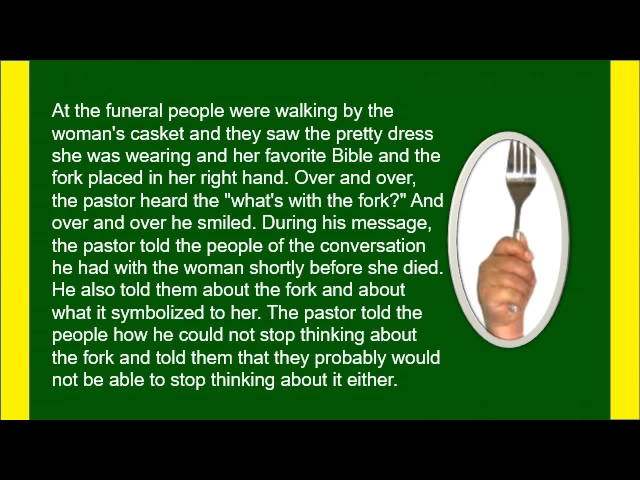 At the funeral people were walking by the
woman's casket and they saw the pretty dress
she was wearing and her favorite Bible and the
fork placed in her right hand. Over and over,
the pastor heard the "what's with the fork?" And
over and over he smiled. During his message,
the pastor told the people of the conversation
he had with the woman shortly before she died.
He also told them about the fork and about
what it symbolized to her. The pastor told the
people how he could not stop thinking about
the fork and told them that they probably would
not be able to stop thinking about it either.